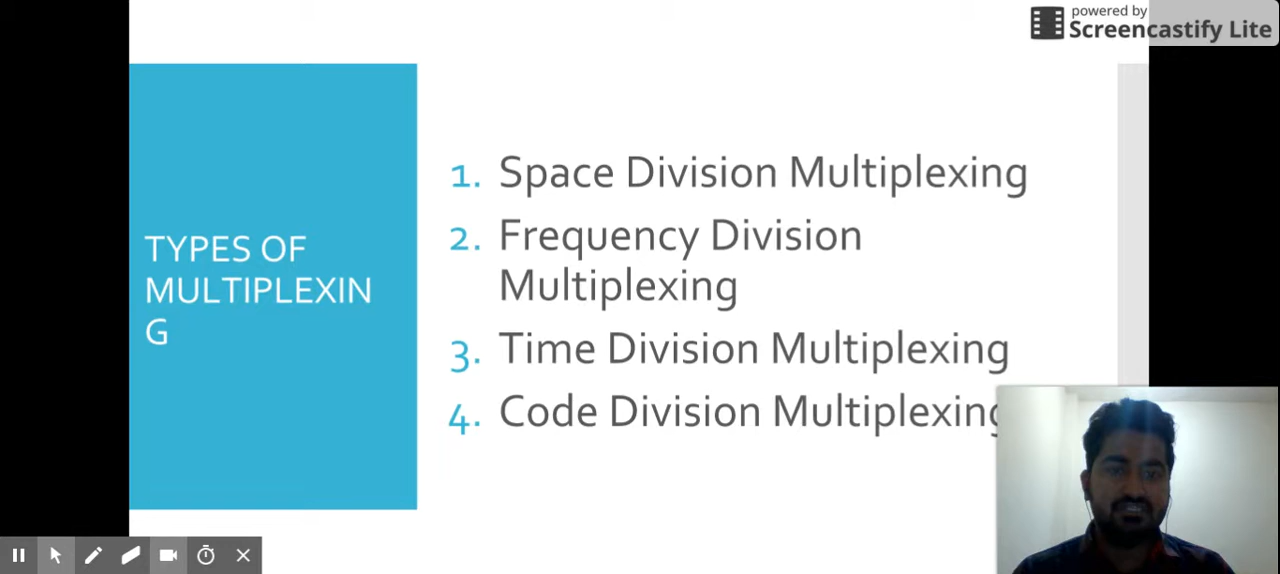 powered by
Screencastify Lite
TYPES OF
MULTIPLEXIN
G
1. Space Division Multiplexing
2. Frequency Division
Multiplexing
3. Time Division Multiplexing
4. Code Division Multiplexing